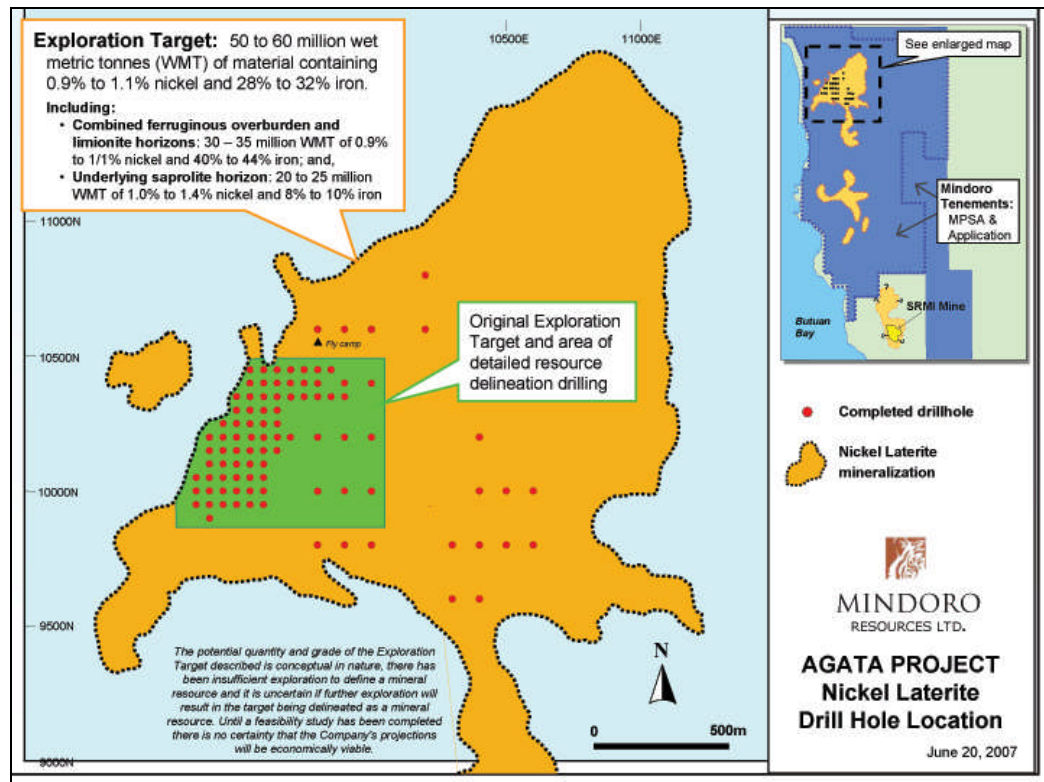 Exploration Target: 50 to 60 million wet
metric tonnes (WMT) of material containing
0.9% to 1.1% nickel and 28% to 32% iron.
Including:
• Combined ferruginous overburden and
limionite horizons: 30 – 35 million WMT of 0.9%
to 1/1% nickel and 40% to 44% iron; and,
• Underlying saprolite horizon: 20 to 25 million
WMT of 1.0% to 1.4% nickel and 8% to 10% iron
10500E
11000E
11000N
10500N
10000N
9500N
9000N
Fly camp
Original Exploration
Target and area of
detailed resource
delineation drilling
The potential quantity and grade of the Exploration
Target described is conceptual in nature, there has
been insufficient exploration to define a mineral
resource and it is uncertain if further exploration will
result in the target being delineated as a mineral
resource. Until a feasibility study has been completed
there is no certainty that the Company's projections
will be economically viable.
N
0 500m
See enlarged map
Mindoro
Tenements:
MPSA &
Application
SRMI Mine
Butuan
Bay
? ? ? ?
Completed drillhole
Nickel Laterite
mineralization
MINDORO
RESOURCES LTD.
AGATA PROJECT
Nickel Laterite
Drill Hole Location
June 20, 2007